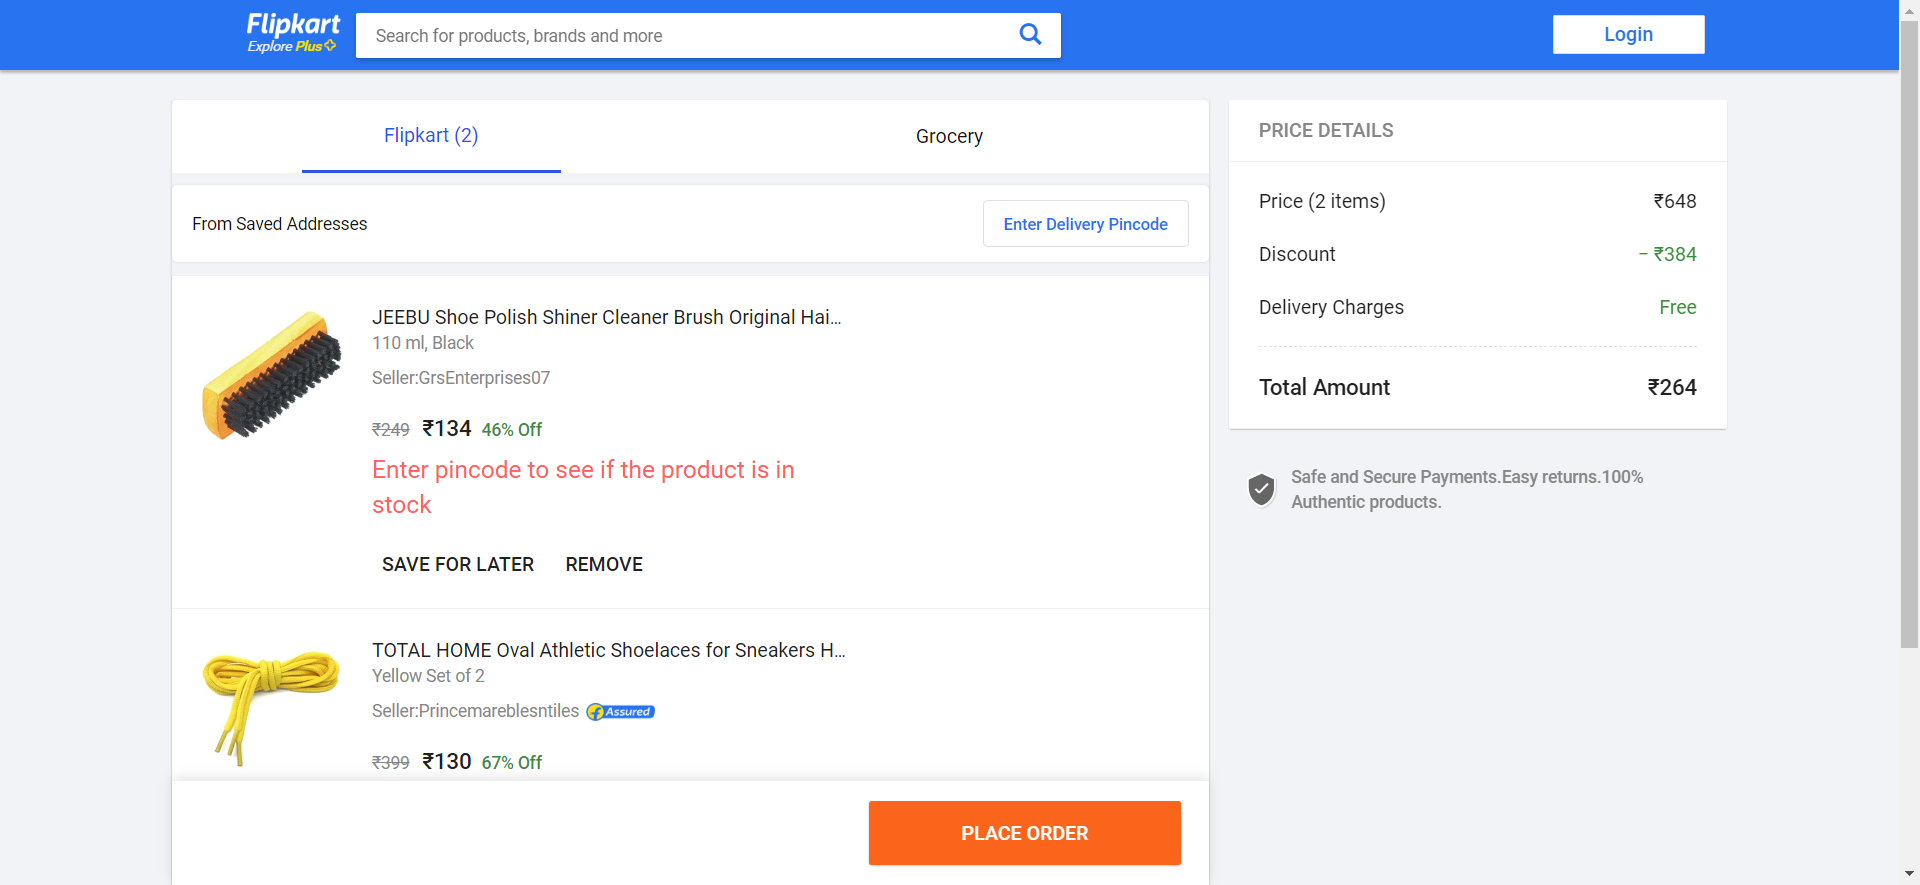 Flipkart
Explore Plus
Search for products, brands and more
Login
Flipkart (2)
Grocery
From Saved Addresses
Enter Delivery Pincode
JEEBU Shoe Polish Shiner Cleaner Brush Original Hai...
110 ml, Black
Seller:GrsEnterprises07
₹249 ₹134 46% Off
Enter pincode to see if the product is in
stock
SAVE FOR LATER REMOVE
TOTAL HOME Oval Athletic Shoelaces for Sneakers H...
Yellow Set of 2
Seller:Princemareblesntiles f Assured
₹399 ₹130 67% Off
PLACE ORDER
PRICE DETAILS
Price (2 items) ₹648
Discount − ₹384
Delivery Charges Free
Total Amount ₹264
Safe and Secure Payments.Easy returns.100%
Authentic products.